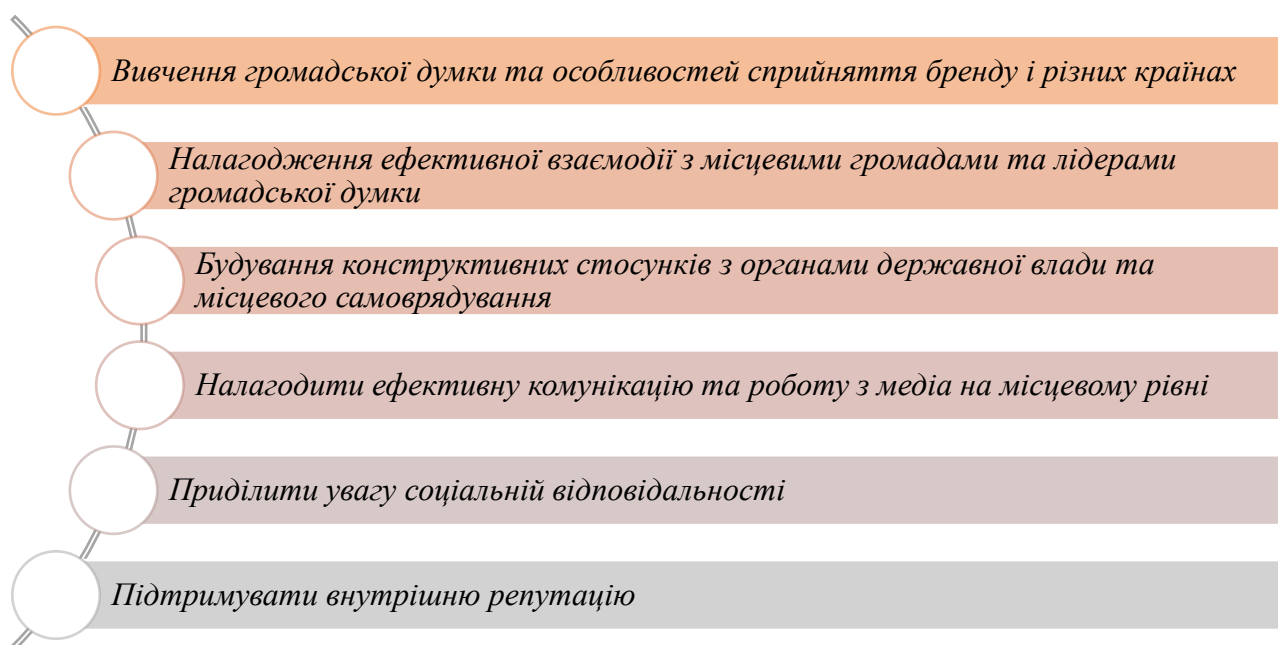 Вивчення громадської думки та особливостей сприйняття бренду і різних країнах
Налагодження ефективної взаємодії з місцевими громадами та лідерами
громадської думки
Будування конструктивних стосунків з органами державної влади та
місцевого самоврядування
Налагодити ефективну комунікацію та роботу з медіа на місцевому рівні
Приділити увагу соціальній відповідальності
Підтримувати внутрішню репутацію